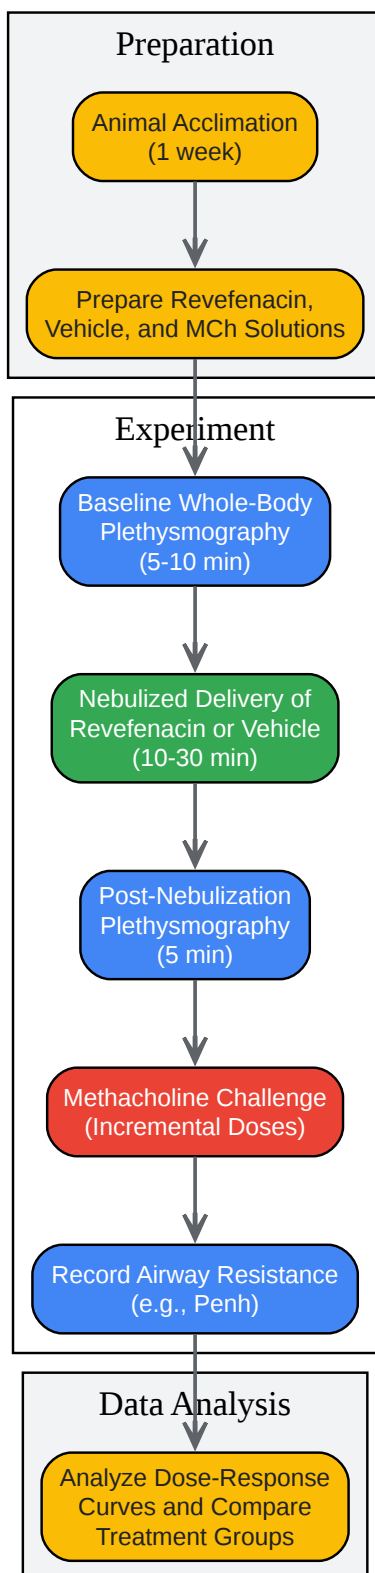 Preparation
Animal Acclimation
(1 week)
Prepare Revefenacin,
Vehicle, and MCh Solutions
Experiment
Baseline Whole-Body
Plethysmography
(5-10 min)
Nebulized Delivery of
Revefenacin or Vehicle
(10-30 min)
Post-Nebulization
Plethysmography
(5 min)
Methacholine Challenge
(Incremental Doses)
Record Airway Resistance
(e.g., Penh)
Data Analysis
Analyze Dose-Response
Curves and Compare
Treatment Groups